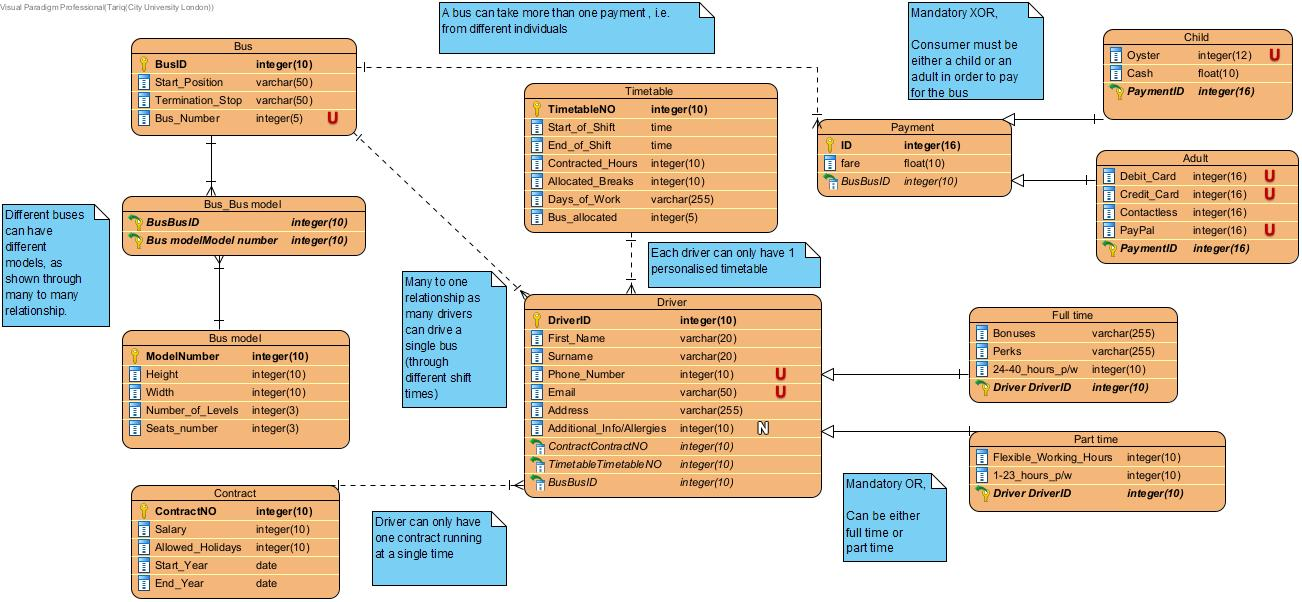 Visual Paradigm Professional(Tariq(City University London))
A bus can take more than one payment , i.e.
from different individuals
Mandatory XOR,
Consumer must be
either a child or an
adult in order to pay
for the bus
Bus
BusID integer(10)
Start_Position varchar(50)
Termination_Stop varchar(50)
Bus_Number integer(5) U
Timetable
TimetableNO integer(10)
Start_of_Shift time
End_of_Shift time
Contracted_Hours integer(10)
Allocated_Breaks integer(10)
Days_of_Work varchar(255)
Bus_allocated integer(5)
Payment
ID integer(16)
fare float(10)
BusBusID integer(10)
Child
Oyster integer(12) U
Cash float(10)
PaymentID integer(16)
Adult
Debit_Card integer(16) U
Credit_Card integer(16) U
Contactless integer(16)
PayPal integer(16) U
PaymentID integer(16)
Bus_Bus model
BusBusID integer(10)
Bus modelModel number integer(10)
Different buses
can have
different
models, as
shown through
many to many
relationship.
Each driver can only have 1
personalised timetable
Many to one
relationship as
many drivers
can drive a
single bus
(through
different shift
times)
Bus model
ModelNumber integer(10)
Height integer(10)
Width integer(10)
Number_of_Levels integer(3)
Seats_number integer(3)
Driver
DriverID integer(10)
First_Name varchar(20)
Surname varchar(20)
Phone_Number integer(10) U
Email varchar(50) U
Address varchar(255)
Additional_Info/Allergies integer(10) N
ContractContractNO integer(10)
TimetableTimetableNO integer(10)
BusBusID integer(10)
Full time
Bonuses varchar(255)
Perks varchar(255)
24-40_hours_p/w integer(10)
Driver DriverID integer(10)
Part time
Flexible_Working_Hours integer(10)
1-23_hours_p/w integer(10)
Driver DriverID integer(10)
Contract
ContractNO integer(10)
Salary integer(10)
Allowed_Holidays integer(10)
Start_Year date
End_Year date
Driver can only have
one contract running
at a single time
Mandatory OR,
Can be either
full time or
part time